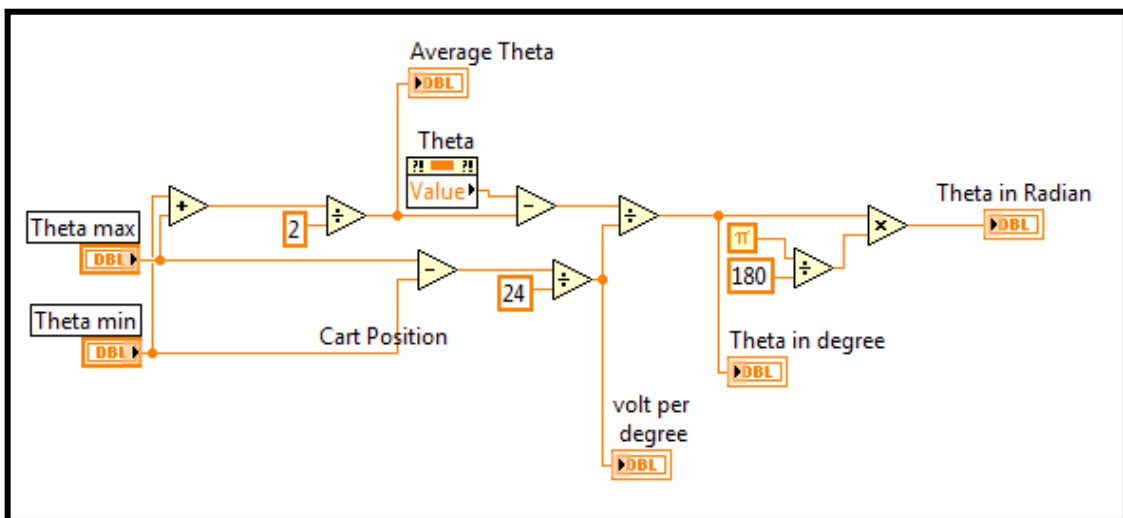 Average Theta
DBL
Theta
?! ?!
Value
+
÷
-
÷
Theta in Radian
DBL
2
Theta max
DBL
π
×
-
24
÷
180
÷
Theta min
DBL
Cart Position
Theta in degree
DBL
volt per
degree
DBL